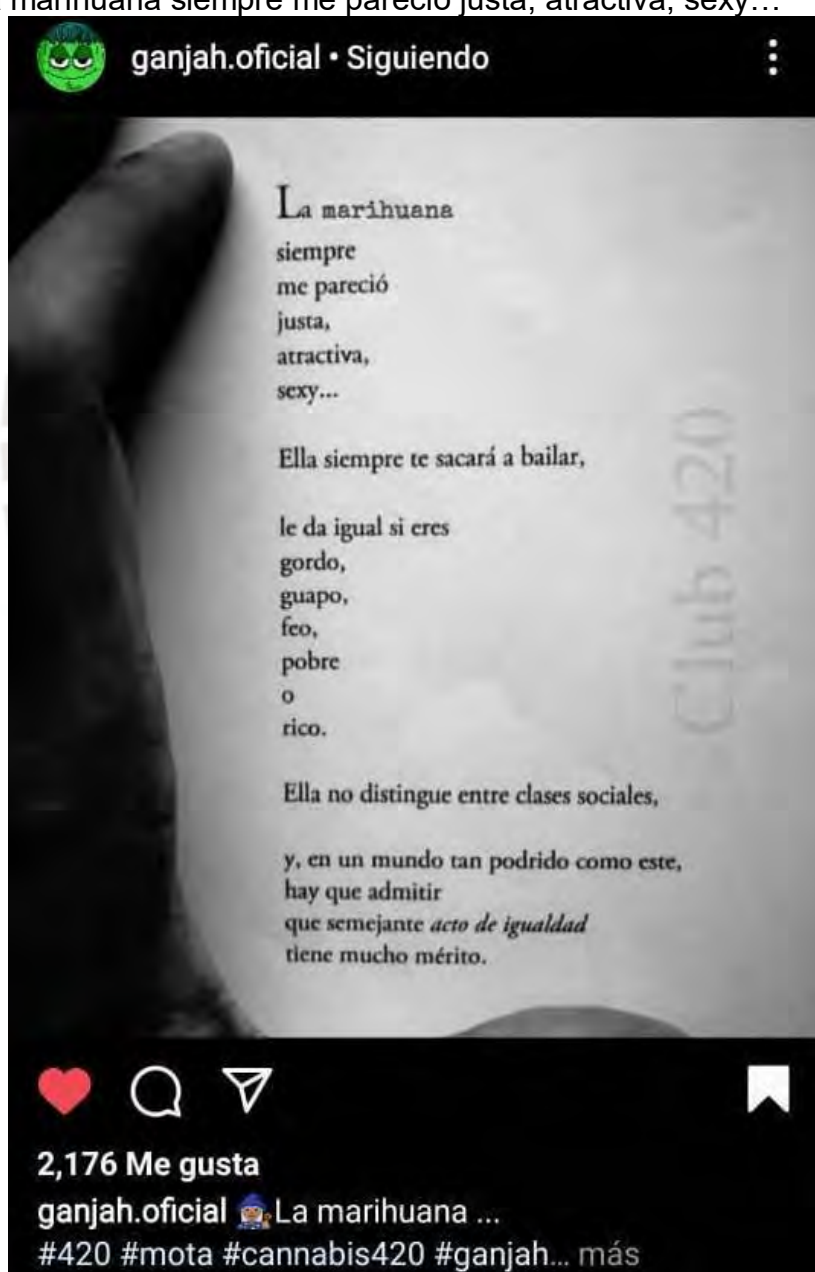 marihuana siempre me pareció justa, atractiva, sexy…
ganjah.oficial • Siguiendo
La marihuana
siempre
me pareció
justa,
atractiva,
sexy...
Ella siempre te sacará a bailar,
le da igual si eres
gordo,
guapo,
feo,
pobre
o
rico.
Ella no distingue entre clases sociales,
y, en un mundo tan podrido como este,
hay que admitir
que semejante acto de igualdad
tiene mucho mérito.
Club 420
2,176 Me gusta
ganjah.oficial La marihuana ...
#420 #mota #cannabis420 #ganjah... más